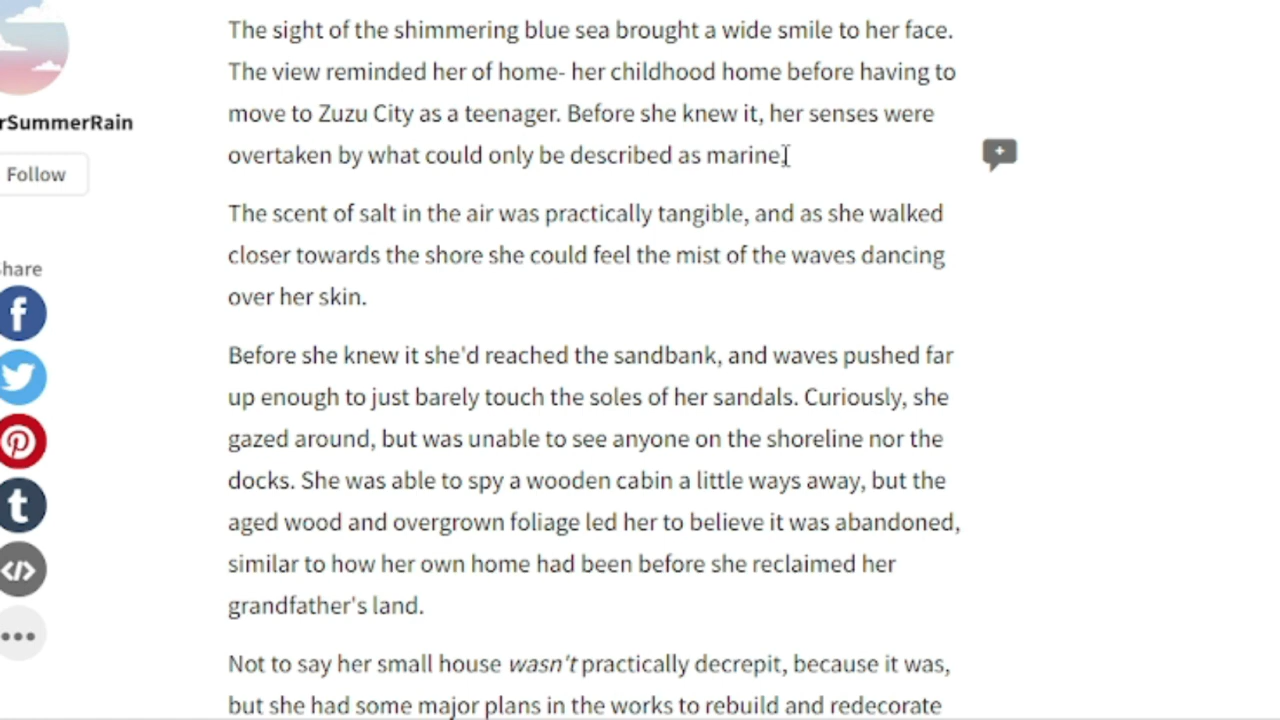 The sight of the shimmering blue sea brought a wide smile to her face.
The view reminded her of home- her childhood home before having to
move to Zuzu City as a teenager. Before she knew it, her senses were
overtaken by what could only be described as marine.
The scent of salt in the air was practically tangible, and as she walked
closer towards the shore she could feel the mist of the waves dancing
over her skin.
Before she knew it she'd reached the sandbank, and waves pushed far
up enough to just barely touch the soles of her sandals. Curiously, she
gazed around, but was unable to see anyone on the shoreline nor the
docks. She was able to spy a wooden cabin a little ways away, but the
aged wood and overgrown foliage led her to believe it was abandoned,
similar to how her own home had been before she reclaimed her
grandfather's land.
Not to say her small house wasn't practically decrepit, because it was,
but she had some major plans in the works to rebuild and redecorate
rSummerRain
Follow
Share